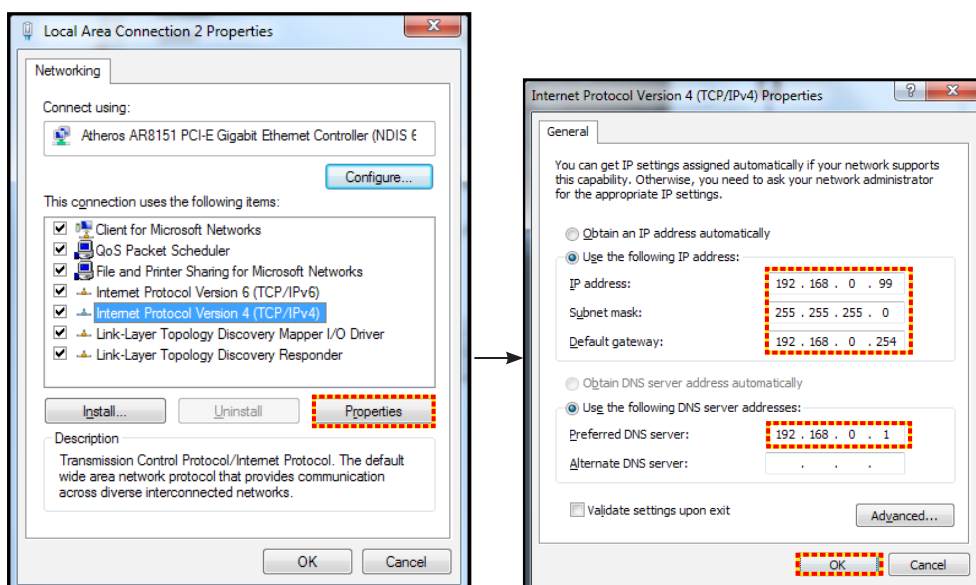 Local Area Connection 2 Properties
Networking
Connect using:
Atheros AR8151 PCI-E Gigabit Ethernet Controller (NDIS 6
Configure...
This connection uses the following items:
Client for Microsoft Networks
QoS Packet Scheduler
File and Printer Sharing for Microsoft Networks
Internet Protocol Version 6 (TCP/IPv6)
Internet Protocol Version 4 (TCP/IPv4)
Link-Layer Topology Discovery Mapper I/O Driver
Link-Layer Topology Discovery Responder
Install...
Uninstall
Properties
Description
Transmission Control Protocol/Internet Protocol. The default
wide area network protocol that provides communication
across diverse interconnected networks.
OK
Cancel
Internet Protocol Version 4 (TCP/IPv4) Properties
General
You can get IP settings assigned automatically if your network supports
this capability. Otherwise, you need to ask your network administrator
for the appropriate IP settings.
Obtain an IP address automatically
Use the following IP address:
IP address: 192 . 168 . 0 . 99
Subnet mask: 255 . 255 . 255 . 0
Default gateway: 192 . 168 . 0 . 254
Obtain DNS server address automatically
Use the following DNS server addresses:
Preferred DNS server: 192 . 168 . 0 . 1
Alternate DNS server: . . .
Validate settings upon exit
Advanced...
OK
Cancel